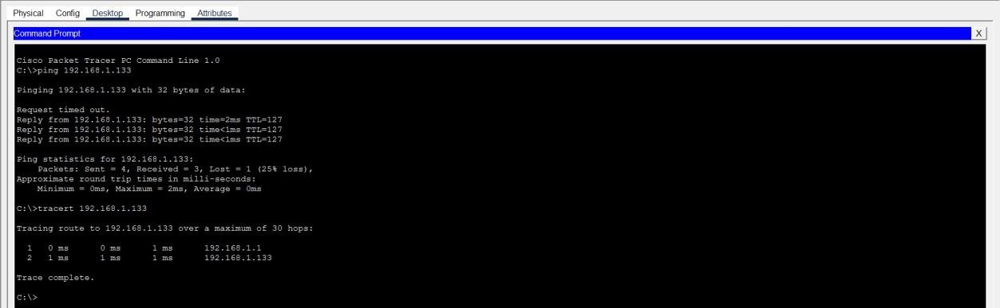 Physical Config Desktop Programming Attributes
Command Prompt X
Cisco Packet Tracer PC Command Line 1.0
C:\>ping 192.168.1.133
Pinging 192.168.1.133 with 32 bytes of data:
Request timed out.
Reply from 192.168.1.133: bytes=32 time=2ms TTL=127
Reply from 192.168.1.133: bytes=32 time<1ms TTL=127
Reply from 192.168.1.133: bytes=32 time<1ms TTL=127
Ping statistics for 192.168.1.133:
Packets: Sent = 4, Received = 3, Lost = 1 (25% loss),
Approximate round trip times in milli-seconds:
Minimum = 0ms, Maximum = 2ms, Average = 0ms
C:\>tracert 192.168.1.133
Tracing route to 192.168.1.133 over a maximum of 30 hops:
1 0 ms 0 ms 1 ms 192.168.1.1
2 1 ms 1 ms 1 ms 192.168.1.133
Trace complete.
C:\>